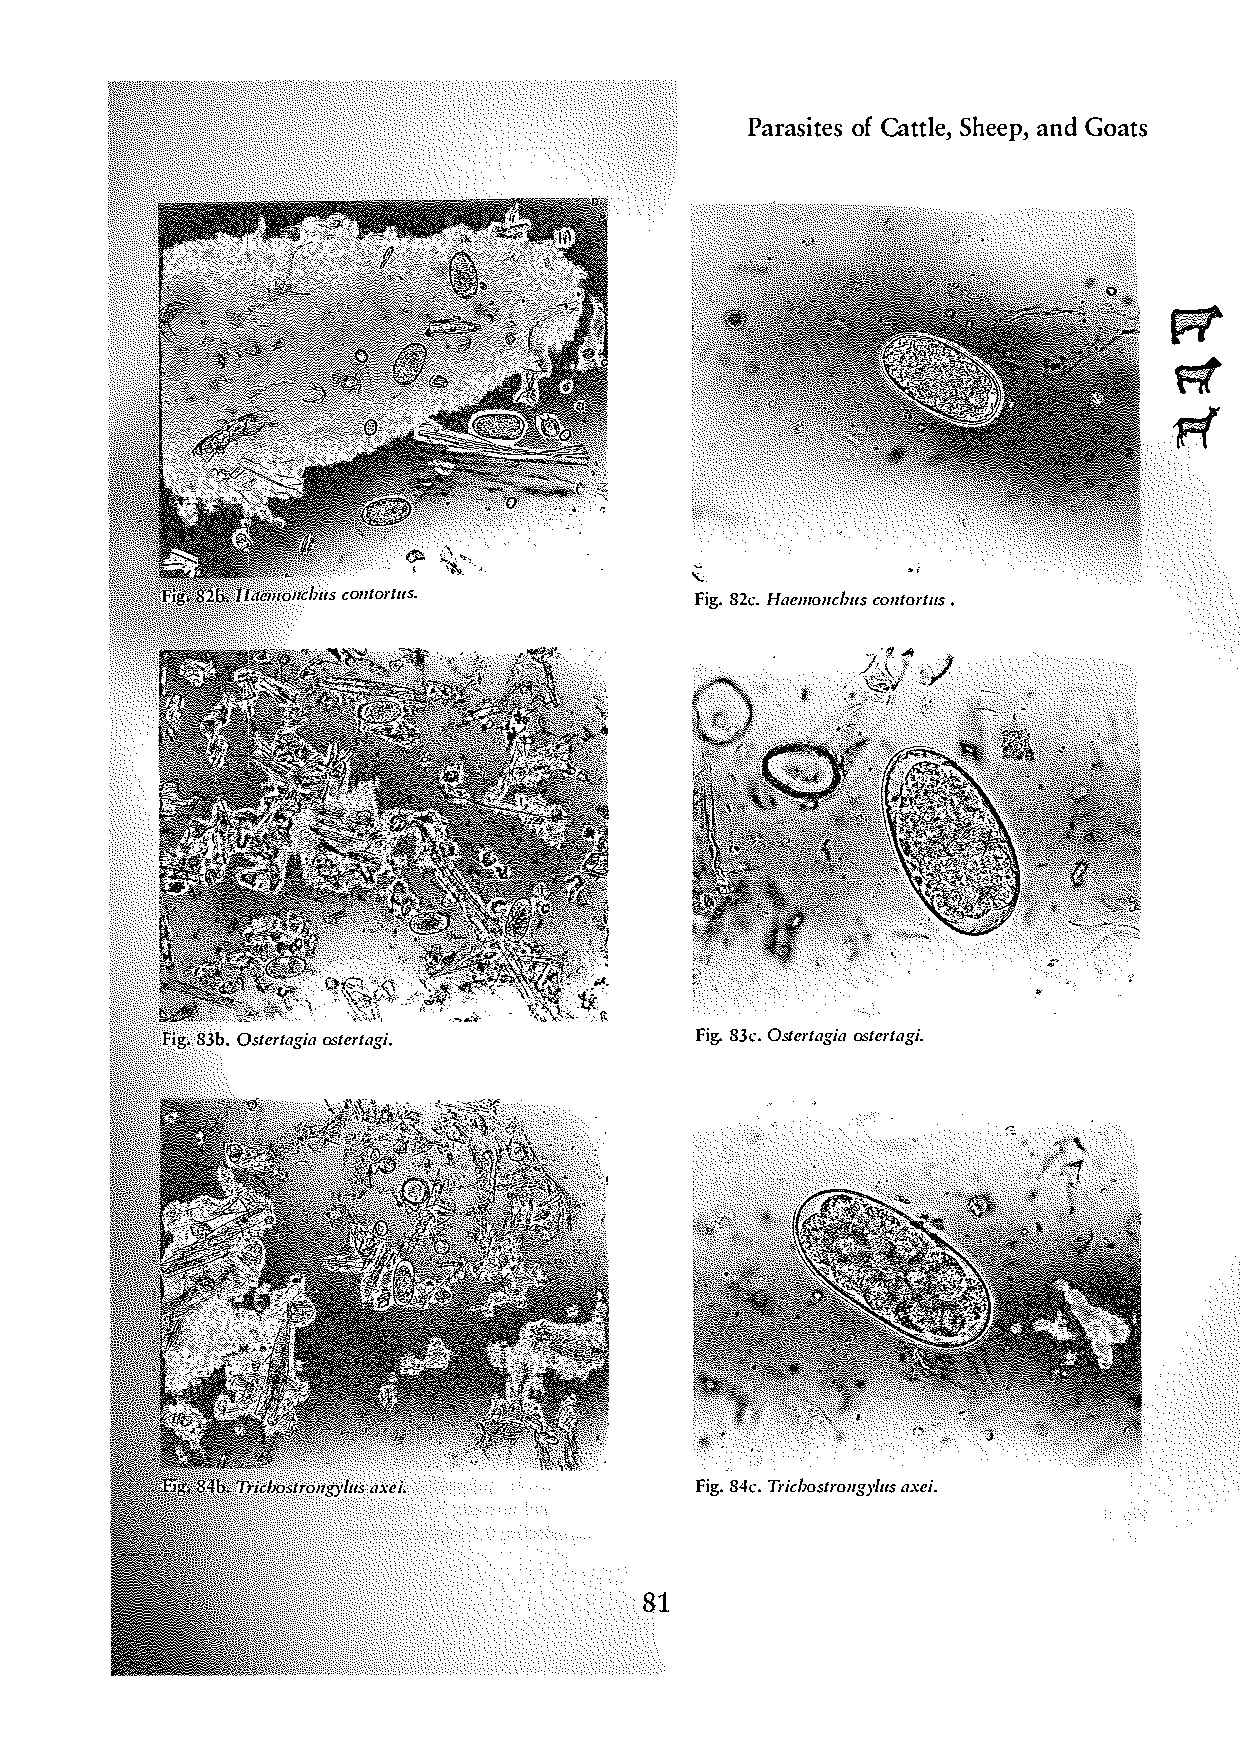 Parasites of Cattle, Sheep, and Goats
Fig. 82b. Haemonchus contortus.
Fig. 82c. Haemonchus contortus .
Fig. 83b. Ostertagia ostertagi.
Fig. 83c. Ostertagia ostertagi.
Fig. 84b. Trichostrongylus axei.
Fig. 84c. Trichostrongylus axei.
81